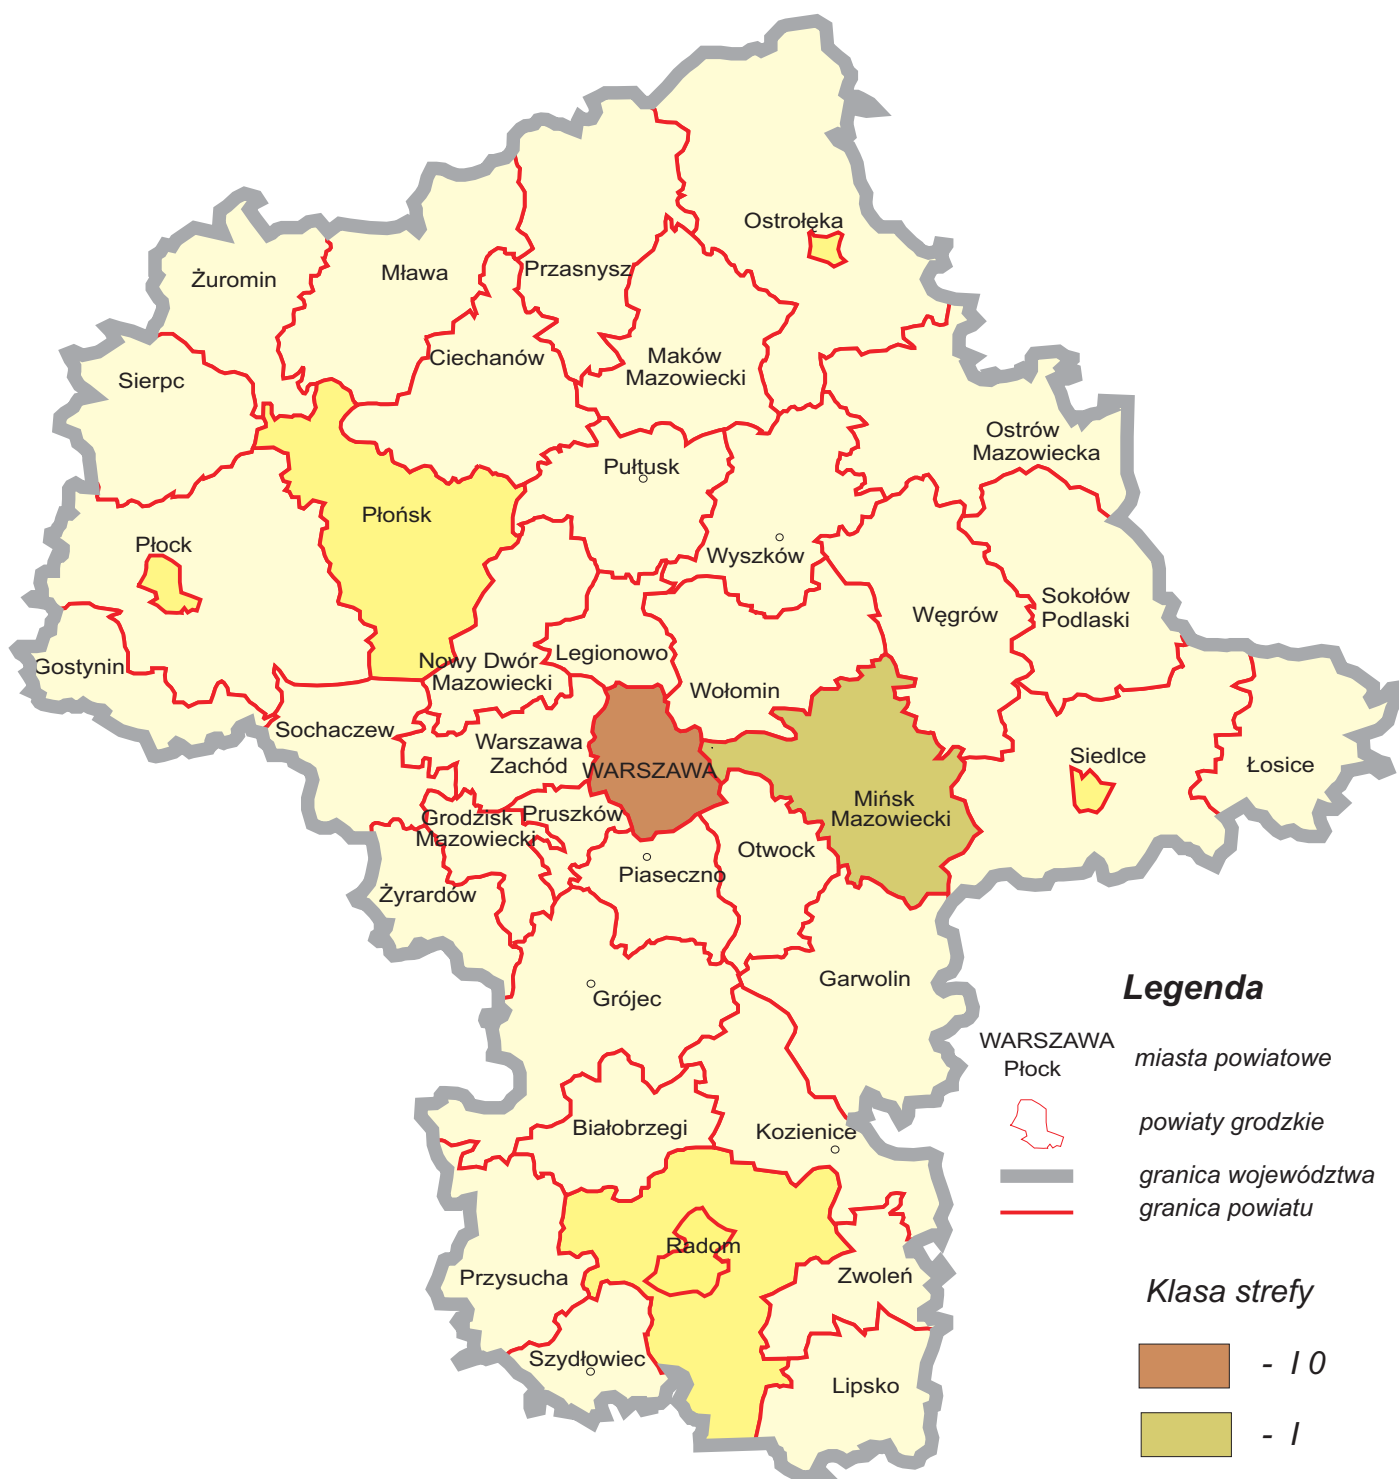 Ostrołęka
Mława
Przasnysz
Żuromin
Ciechanów
Maków
Mazowiecki
Sierpc
Ostrów
Mazowiecka
Pułtusk
Płońsk
Płock
Wyszków
Sokołów
Podlaski
Węgrów
Gostynin
Nowy Dwór
Mazowiecki
Legionowo
Wołomin
Sochaczew
Warszawa
Zachód
WARSZAWA
Siedlce
Łosice
Mińsk
Mazowiecki
Grodzisk
Mazowiecki
Pruszków
Otwock
Piaseczno
Żyrardów
Garwolin
Grójec
Białobrzegi
Kozienice
Radom
Przysucha
Zwoleń
Szydłowiec
Lipsko
Legenda
WARSZAWA
Płock
miasta powiatowe
powiaty grodzkie
granica województwa
granica powiatu
Klasa strefy
- I 0
- I